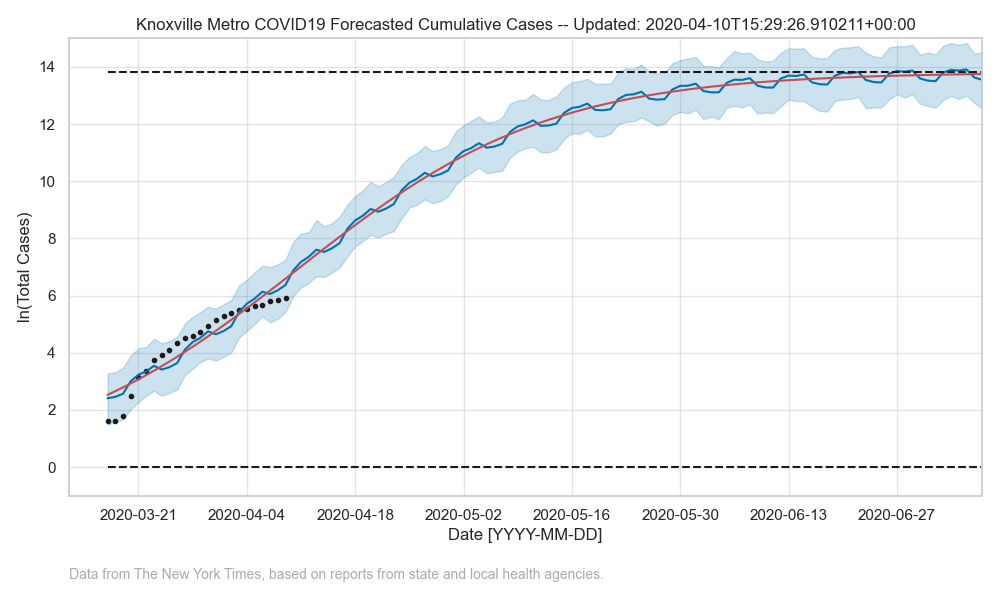 Knoxville Metro COVID19 Forecasted Cumulative Cases -- Updated: 2020-04-10T15:29:26.910211+00:00
14
12
10
8
6
4
2
0
ln(Total Cases)
2020-03-21 2020-04-04 2020-04-18 2020-05-02 2020-05-16 2020-05-30 2020-06-13 2020-06-27
Date [YYYY-MM-DD]
Data from The New York Times, based on reports from state and local health agencies.